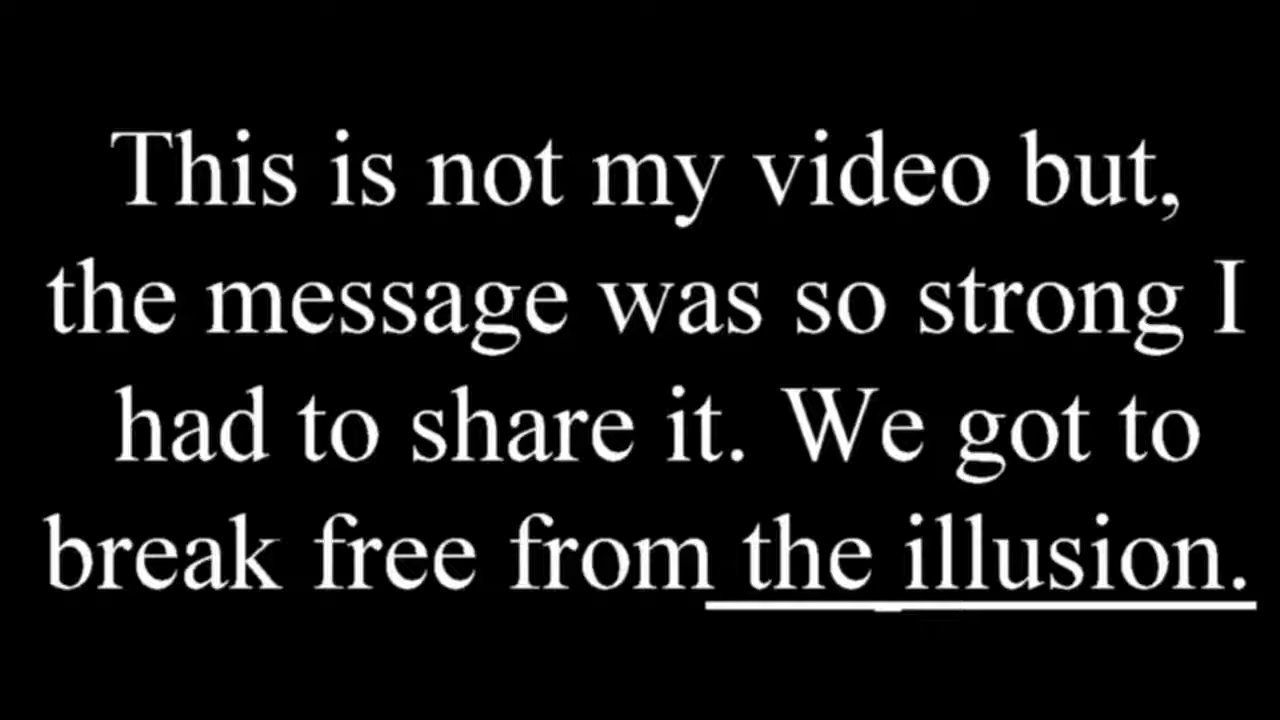 This is not my video but,
the message was so strong I
had to share it. We got to
break free from the illusion.